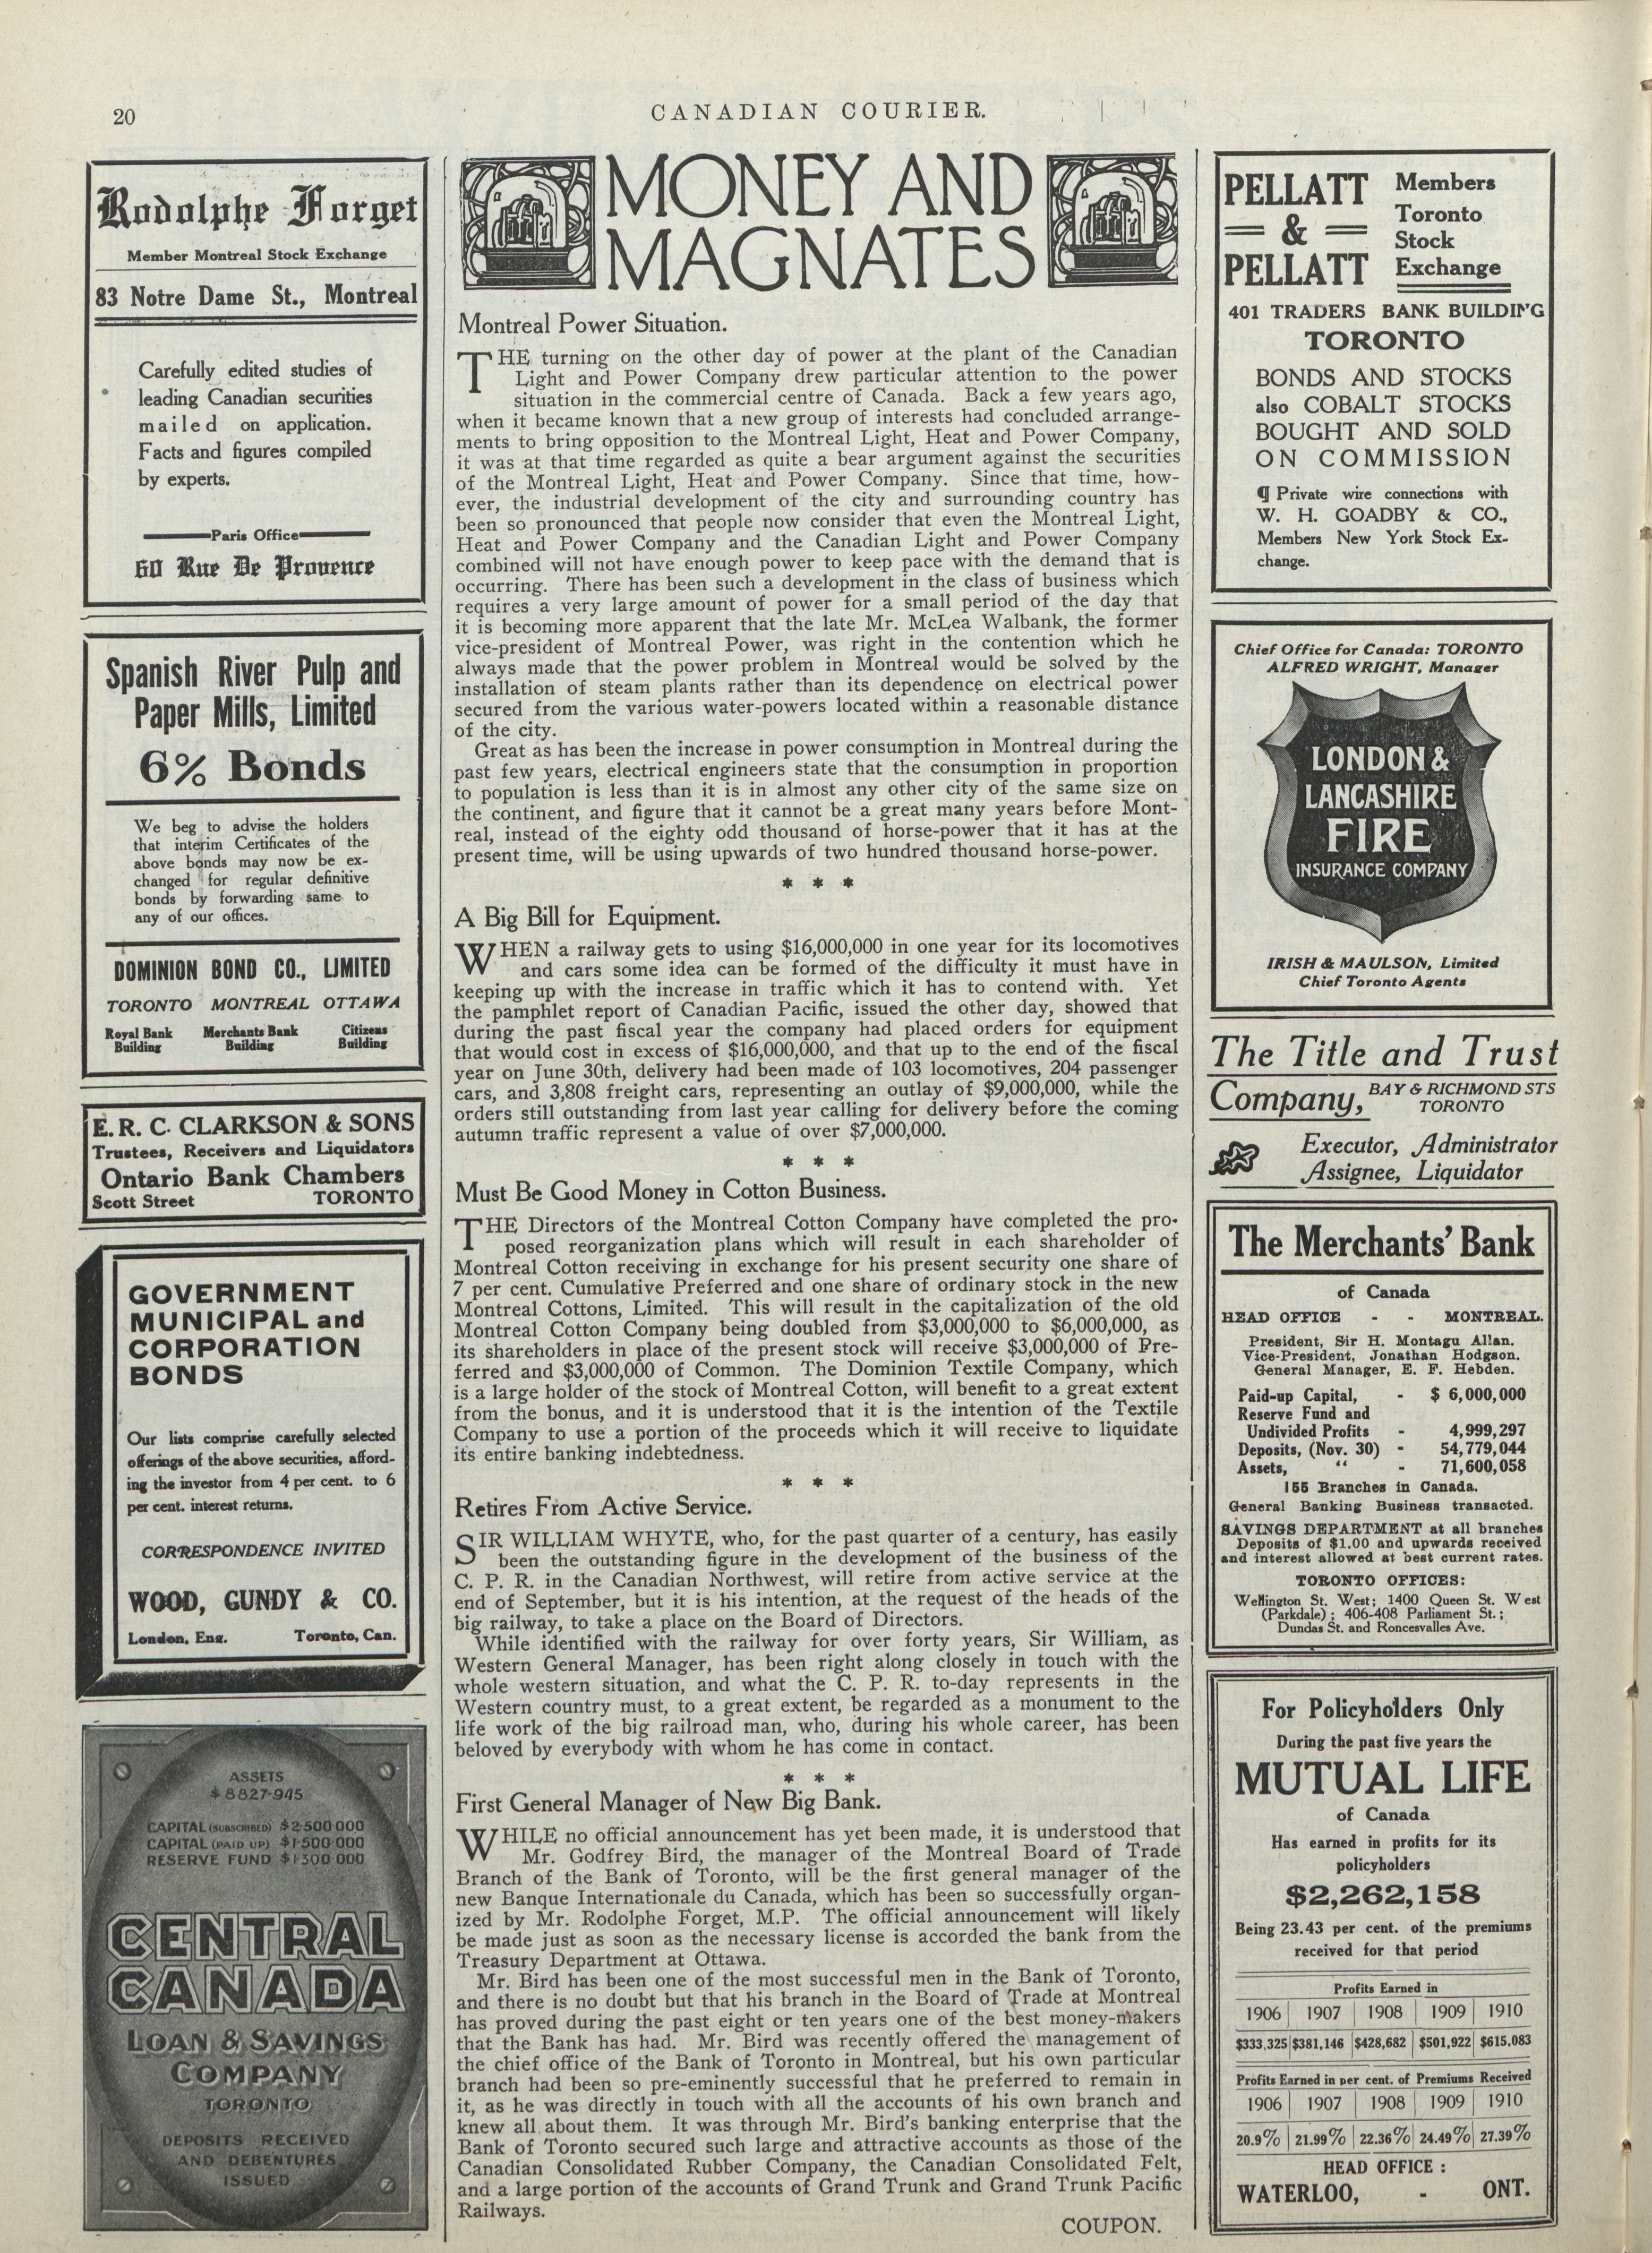 20
CANADIAN COURIER.
Rodolphe Forget
Member Montreal Stock Exchange
83 Notre Dame St., Montreal
Carefully edited studies of
leading Canadian securities
mailed on application.
Facts and figures compiled
by experts.
Paris Office
60 Rue De Provence
Spanish River Pulp and
Paper Mills, Limited
6% Bonds
We beg to advise the holders
that interim Certificates of the
above bonds may now be ex-
changed for regular definitive
bonds by forwarding same to
any of our offices.
DOMINION BOND CO., LIMITED
TORONTO MONTREAL OTTAWA
Royal Bank Merchants Bank Citizens
Building Building Building
E. R. C. CLARKSON & SONS
Trustees, Receivers and Liquidators
Ontario Bank Chambers
Scott Street TORONTO
GOVERNMENT
MUNICIPAL and
CORPORATION
BONDS
Our lists comprise carefully selected
offerings of the above securities, afford-
ing the investor from 4 per cent. to 6
per cent. interest returns.
CORRESPONDENCE INVITED
WOOD, GUNDY & CO.
London, Eng. Toronto, Can.
ASSETS
$8827·945
CAPITAL (SUBSCRIBED) $2·500·000
CAPITAL (PAID UP) $1·500·000
RESERVE FUND $1·300·000
CENTRAL
CANADA
LOAN & SAVINGS
COMPANY
TORONTO
DEPOSITS RECEIVED
AND DEBENTURES
ISSUED
MONEY AND
MAGNATES
Montreal Power Situation.
THE turning on the other day of power at the plant of the Canadian
Light and Power Company drew particular attention to the power
situation in the commercial centre of Canada. Back a few years ago,
when it became known that a new group of interests had concluded arrange-
ments to bring opposition to the Montreal Light, Heat and Power Company,
it was at that time regarded as quite a bear argument against the securities
of the Montreal Light, Heat and Power Company. Since that time, how-
ever, the industrial development of the city and surrounding country has
been so pronounced that people now consider that even the Montreal Light,
Heat and Power Company and the Canadian Light and Power Company
combined will not have enough power to keep pace with the demand that is
occurring. There has been such a development in the class of business which
requires a very large amount of power for a small period of the day that
it is becoming more apparent that the late Mr. McLea Walbank, the former
vice-president of Montreal Power, was right in the contention which he
always made that the power problem in Montreal would be solved by the
installation of steam plants rather than its dependence on electrical power
secured from the various water-powers located within a reasonable distance
of the city.
Great as has been the increase in power consumption in Montreal during the
past few years, electrical engineers state that the consumption in proportion
to population is less than it is in almost any other city of the same size on
the continent, and figure that it cannot be a great many years before Mont-
real, instead of the eighty odd thousand of horse-power that it has at the
present time, will be using upwards of two hundred thousand horse-power.
* * *
A Big Bill for Equipment.
WHEN a railway gets to using $16,000,000 in one year for its locomotives
and cars some idea can be formed of the difficulty it must have in
keeping up with the increase in traffic which it has to contend with. Yet
the pamphlet report of Canadian Pacific, issued the other day, showed that
during the past fiscal year the company had placed orders for equipment
that would cost in excess of $16,000,000, and that up to the end of the fiscal
year on June 30th, delivery had been made of 103 locomotives, 204 passenger
cars, and 3,808 freight cars, representing an outlay of $9,000,000, while the
orders still outstanding from last year calling for delivery before the coming
autumn traffic represent a value of over $7,000,000.
* * *
Must Be Good Money in Cotton Business.
THE Directors of the Montreal Cotton Company have completed the pro-
posed reorganization plans which will result in each shareholder of
Montreal Cotton receiving in exchange for his present security one share of
7 per cent. Cumulative Preferred and one share of ordinary stock in the new
Montreal Cottons, Limited. This will result in the capitalization of the old
Montreal Cotton Company being doubled from $3,000,000 to $6,000,000, as
its shareholders in place of the present stock will receive $3,000,000 of Pre-
ferred and $3,000,000 of Common. The Dominion Textile Company, which
is a large holder of the stock of Montreal Cotton, will benefit to a great extent
from the bonus, and it is understood that it is the intention of the Textile
Company to use a portion of the proceeds which it will receive to liquidate
its entire banking indebtedness.
* * *
Retires From Active Service.
SIR WILLIAM WHYTE, who, for the past quarter of a century, has easily
been the outstanding figure in the development of the business of the
C. P. R. in the Canadian Northwest, will retire from active service at the
end of September, but it is his intention, at the request of the heads of the
big railway, to take a place on the Board of Directors.
While identified with the railway for over forty years, Sir William, as
Western General Manager, has been right along closely in touch with the
whole western situation, and what the C. P. R. to-day represents in the
Western country must, to a great extent, be regarded as a monument to the
life work of the big railroad man, who, during his whole career, has been
beloved by everybody with whom he has come in contact.
* * *
First General Manager of New Big Bank.
WHILE no official announcement has yet been made, it is understood that
Mr. Godfrey Bird, the manager of the Montreal Board of Trade
Branch of the Bank of Toronto, will be the first general manager of the
new Banque Internationale du Canada, which has been so successfully organ-
ized by Mr. Rodolphe Forget, M.P. The official announcement will likely
be made just as soon as the necessary license is accorded the bank from the
Treasury Department at Ottawa.
Mr. Bird has been one of the most successful men in the Bank of Toronto,
and there is no doubt but that his branch in the Board of Trade at Montreal
has proved during the past eight or ten years one of the best money-makers
that the Bank has had. Mr. Bird was recently offered the management of
the chief office of the Bank of Toronto in Montreal, but his own particular
branch had been so pre-eminently successful that he preferred to remain in
it, as he was directly in touch with all the accounts of his own branch and
knew all about them. It was through Mr. Bird's banking enterprise that the
Bank of Toronto secured such large and attractive accounts as those of the
Canadian Consolidated Rubber Company, the Canadian Consolidated Felt,
and a large portion of the accounts of Grand Trunk and Grand Trunk Pacific
Railways.
COUPON.
PELLATT
&
PELLATT
Members
Toronto
Stock
Exchange
401 TRADERS BANK BUILDING
TORONTO
BONDS AND STOCKS
also COBALT STOCKS
BOUGHT AND SOLD
ON COMMISSION
¶ Private wire connections with
W. H. GOADBY & CO.,
Members New York Stock Ex-
change.
Chief Office for Canada: TORONTO
ALFRED WRIGHT, Manager
LONDON &
LANCASHIRE
FIRE
INSURANCE COMPANY
IRISH & MAULSON, Limited
Chief Toronto Agents
The Title and Trust
Company, BAY & RICHMOND STS
TORONTO
Executor, Administrator
Assignee, Liquidator
The Merchants' Bank
of Canada
HEAD OFFICE - - MONTREAL.
President, Sir H. Montagu Allan.
Vice-President, Jonathan Hodgson.
General Manager, E. F. Hebden.
Paid-up Capital, - $ 6,000,000
Reserve Fund and
Undivided Profits - 4,999,297
Deposits, (Nov. 30) - 54,779,044
Assets, " - 71,600,058
155 Branches in Canada.
General Banking Business transacted.
SAVINGS DEPARTMENT at all branches
Deposits of $1.00 and upwards received
and interest allowed at best current rates.
TORONTO OFFICES:
Wellington St. West; 1400 Queen St. West
(Parkdale); 406-408 Parliament St.;
Dundas St. and Roncesvalles Ave.
For Policyholders Only
During the past five years the
MUTUAL LIFE
of Canada
Has earned in profits for its
policyholders
$2,262,158
Being 23.43 per cent. of the premiums
received for that period
Profits Earned in
1906 1907 1908 1909 1910
$333,325 $381,146 $428,682 $501,922 $615,083
Profits Earned in per cent. of Premiums Received
1906 1907 1908 1909 1910
20.9% 21.99% 22.36% 24.49% 27.39%
HEAD OFFICE :
WATERLOO, - ONT.